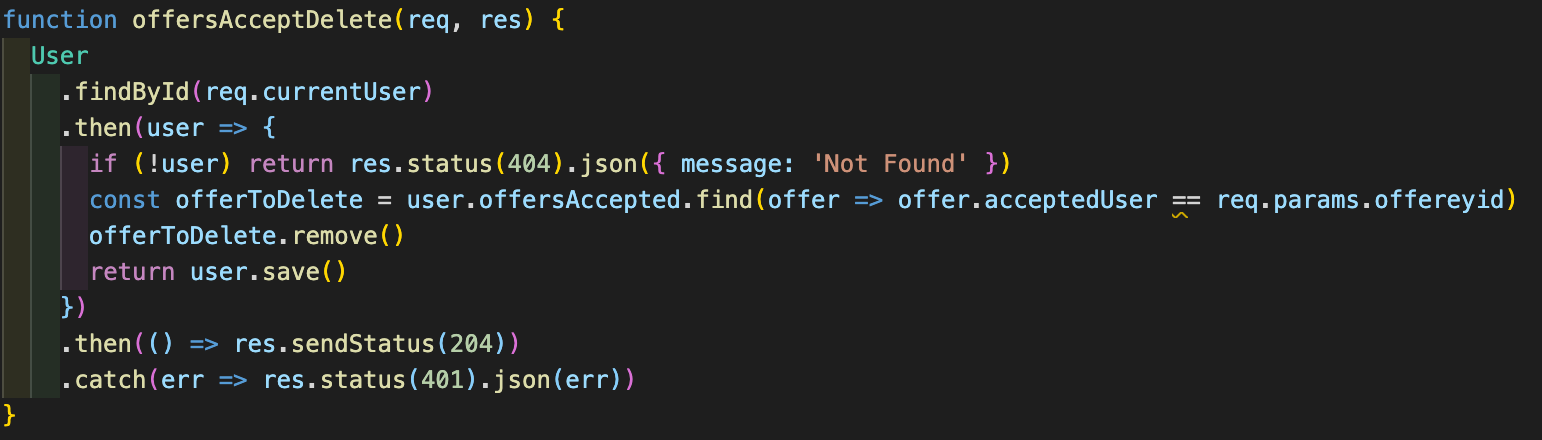 function offersAcceptDelete(req, res) {
  User
    .findById(req.currentUser)
    .then(user => {
      if (!user) return res.status(404).json({ message: 'Not Found' })
      const offerToDelete = user.offersAccepted.find(offer => offer.acceptedUser == req.params.offereyid)
      offerToDelete.remove()
      return user.save()
    })
    .then(() => res.sendStatus(204))
    .catch(err => res.status(401).json(err))
}